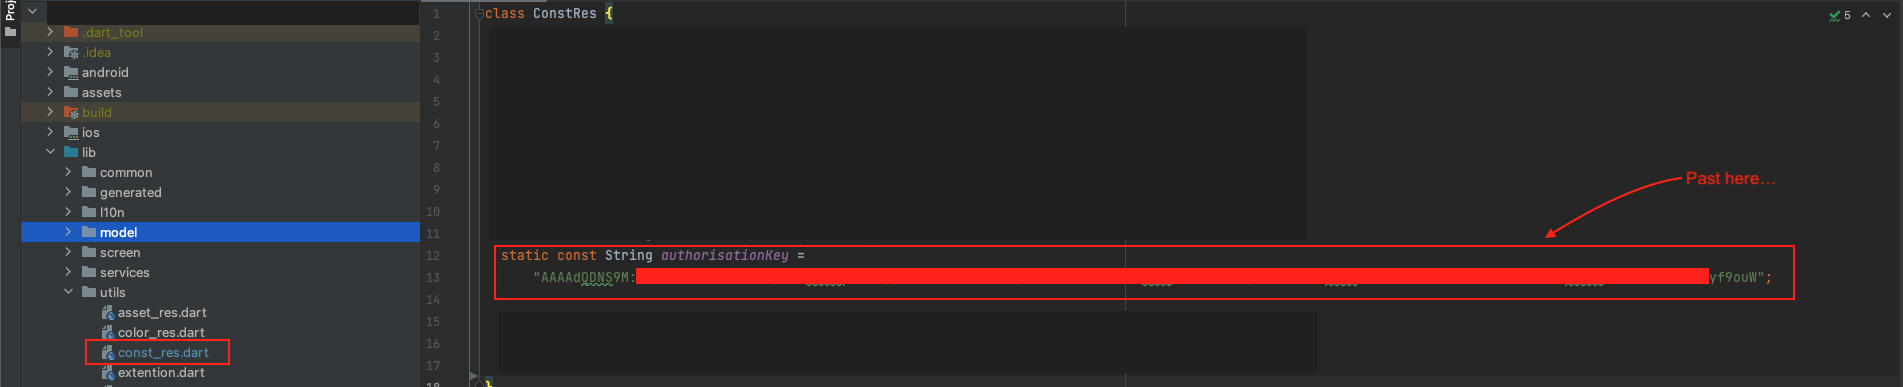 Proj
.dart_tool
.idea
android
assets
build
ios
lib
common
generated
l10n
model
screen
services
utils
asset_res.dart
color_res.dart
const_res.dart
extention.dart
1 class ConstRes {
2
3
4
5
6
7
8
9
10
11
12 static const String authorisationKey =
13 "AAAAdQDNS9M: yf9ouW";
14
15
16
17
18 }
5
Past here...